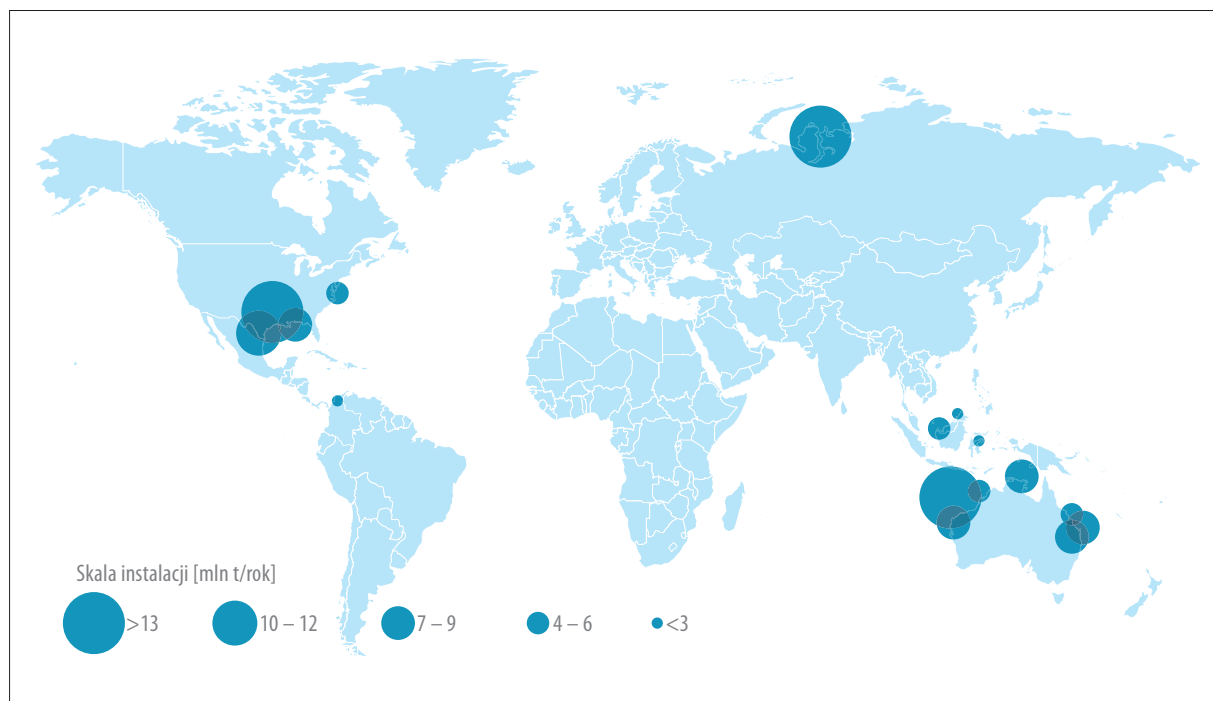 Skala instalacji [mln t/rok]
>13 10 – 12 7 – 9 4 – 6 <3